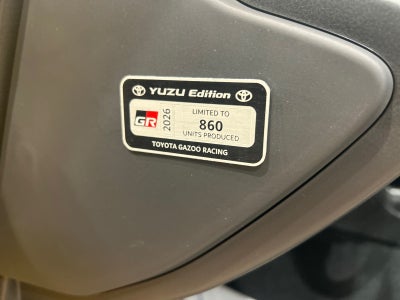 YUZU Edition
GR
2026
LIMITED TO
860
UNITS PRODUCED
TOYOTA GAZOO RACING